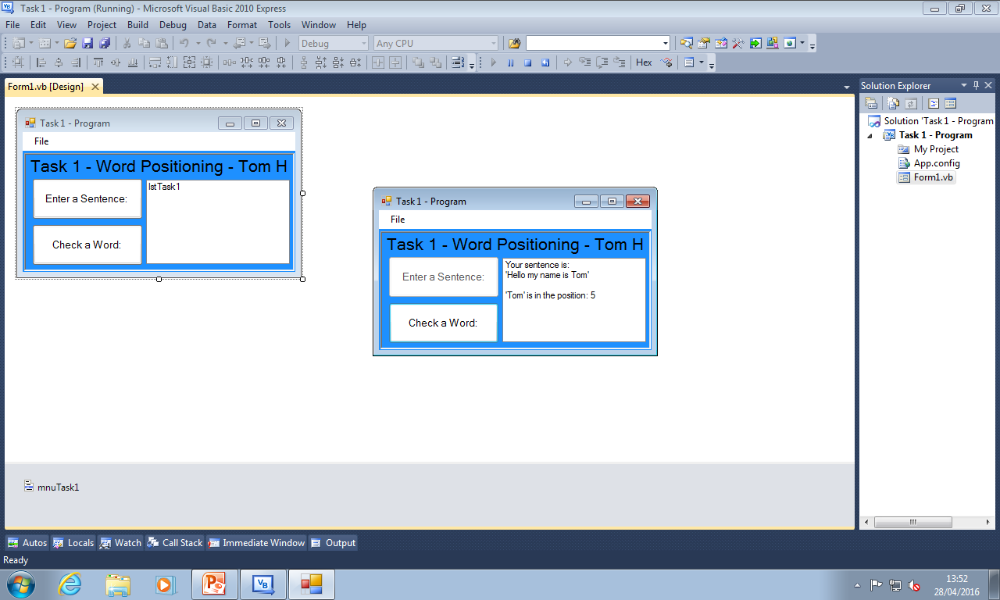 Task 1 - Program (Running) - Microsoft Visual Basic 2010 Express
File Edit View Project Build Debug Data Format Tools Window Help
Debug Any CPU
Hex
Form1.vb [Design]
Task 1 - Program
File
Task 1 - Word Positioning - Tom H
Enter a Sentence:
lstTask1
Check a Word:
Task 1 - Program
File
Task 1 - Word Positioning - Tom H
Enter a Sentence:
Your sentence is:
'Hello my name is Tom'
'Tom' is in the position: 5
Check a Word:
mnuTask1
Solution Explorer
Solution 'Task 1 - Program
Task 1 - Program
My Project
App.config
Form1.vb
Autos Locals Watch Call Stack Immediate Window Output
Ready
13:52
28/04/2016